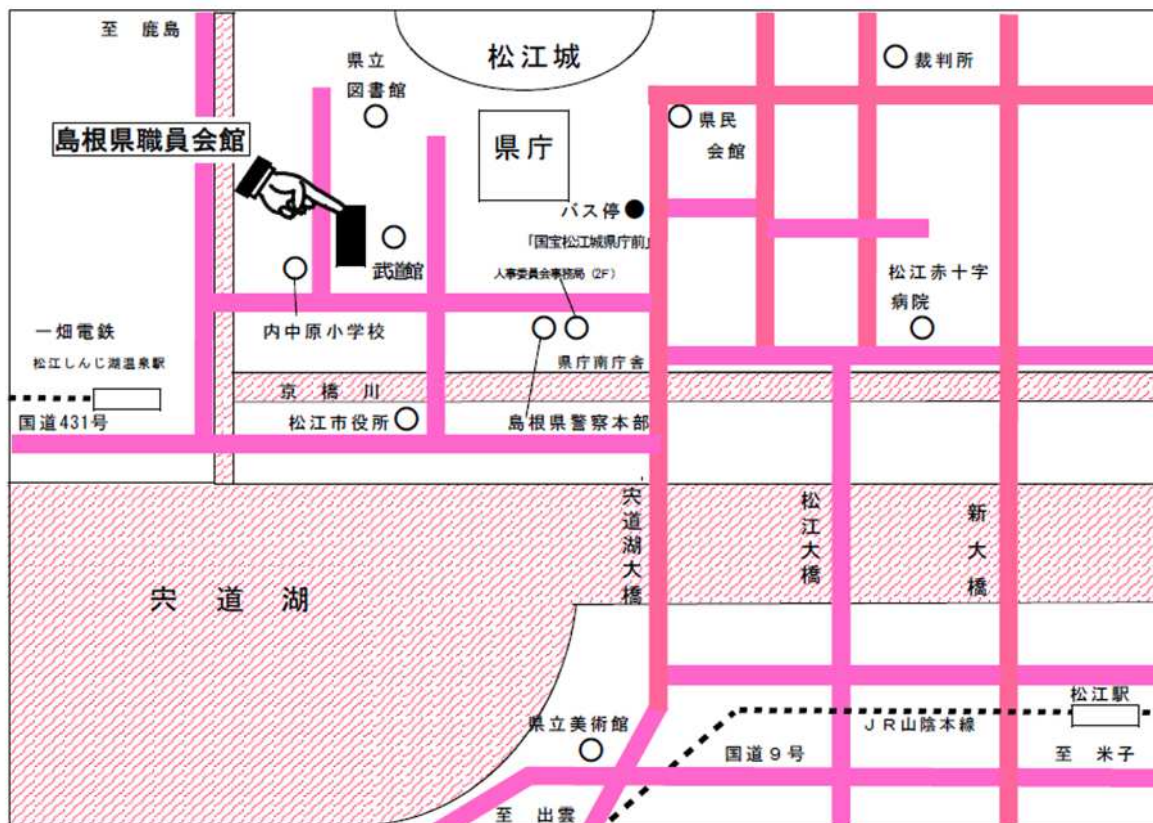 至 鹿島
松江城
県立
図書館
裁判所
県民
会館
島根県職員会館
県庁
バス停
「国宝松江城県庁前」
武道館
人事委員会事務局（2F）
松江赤十字
病院
一畑電鉄
松江しんじ湖温泉駅
内中原小学校
県庁南庁舎
京橋川
国道431号
松江市役所
島根県警察本部
宍道湖大橋
松江大橋
新大橋
宍道湖
松江駅
県立美術館
ＪＲ山陰本線
国道９号
至 米子
至 出雲